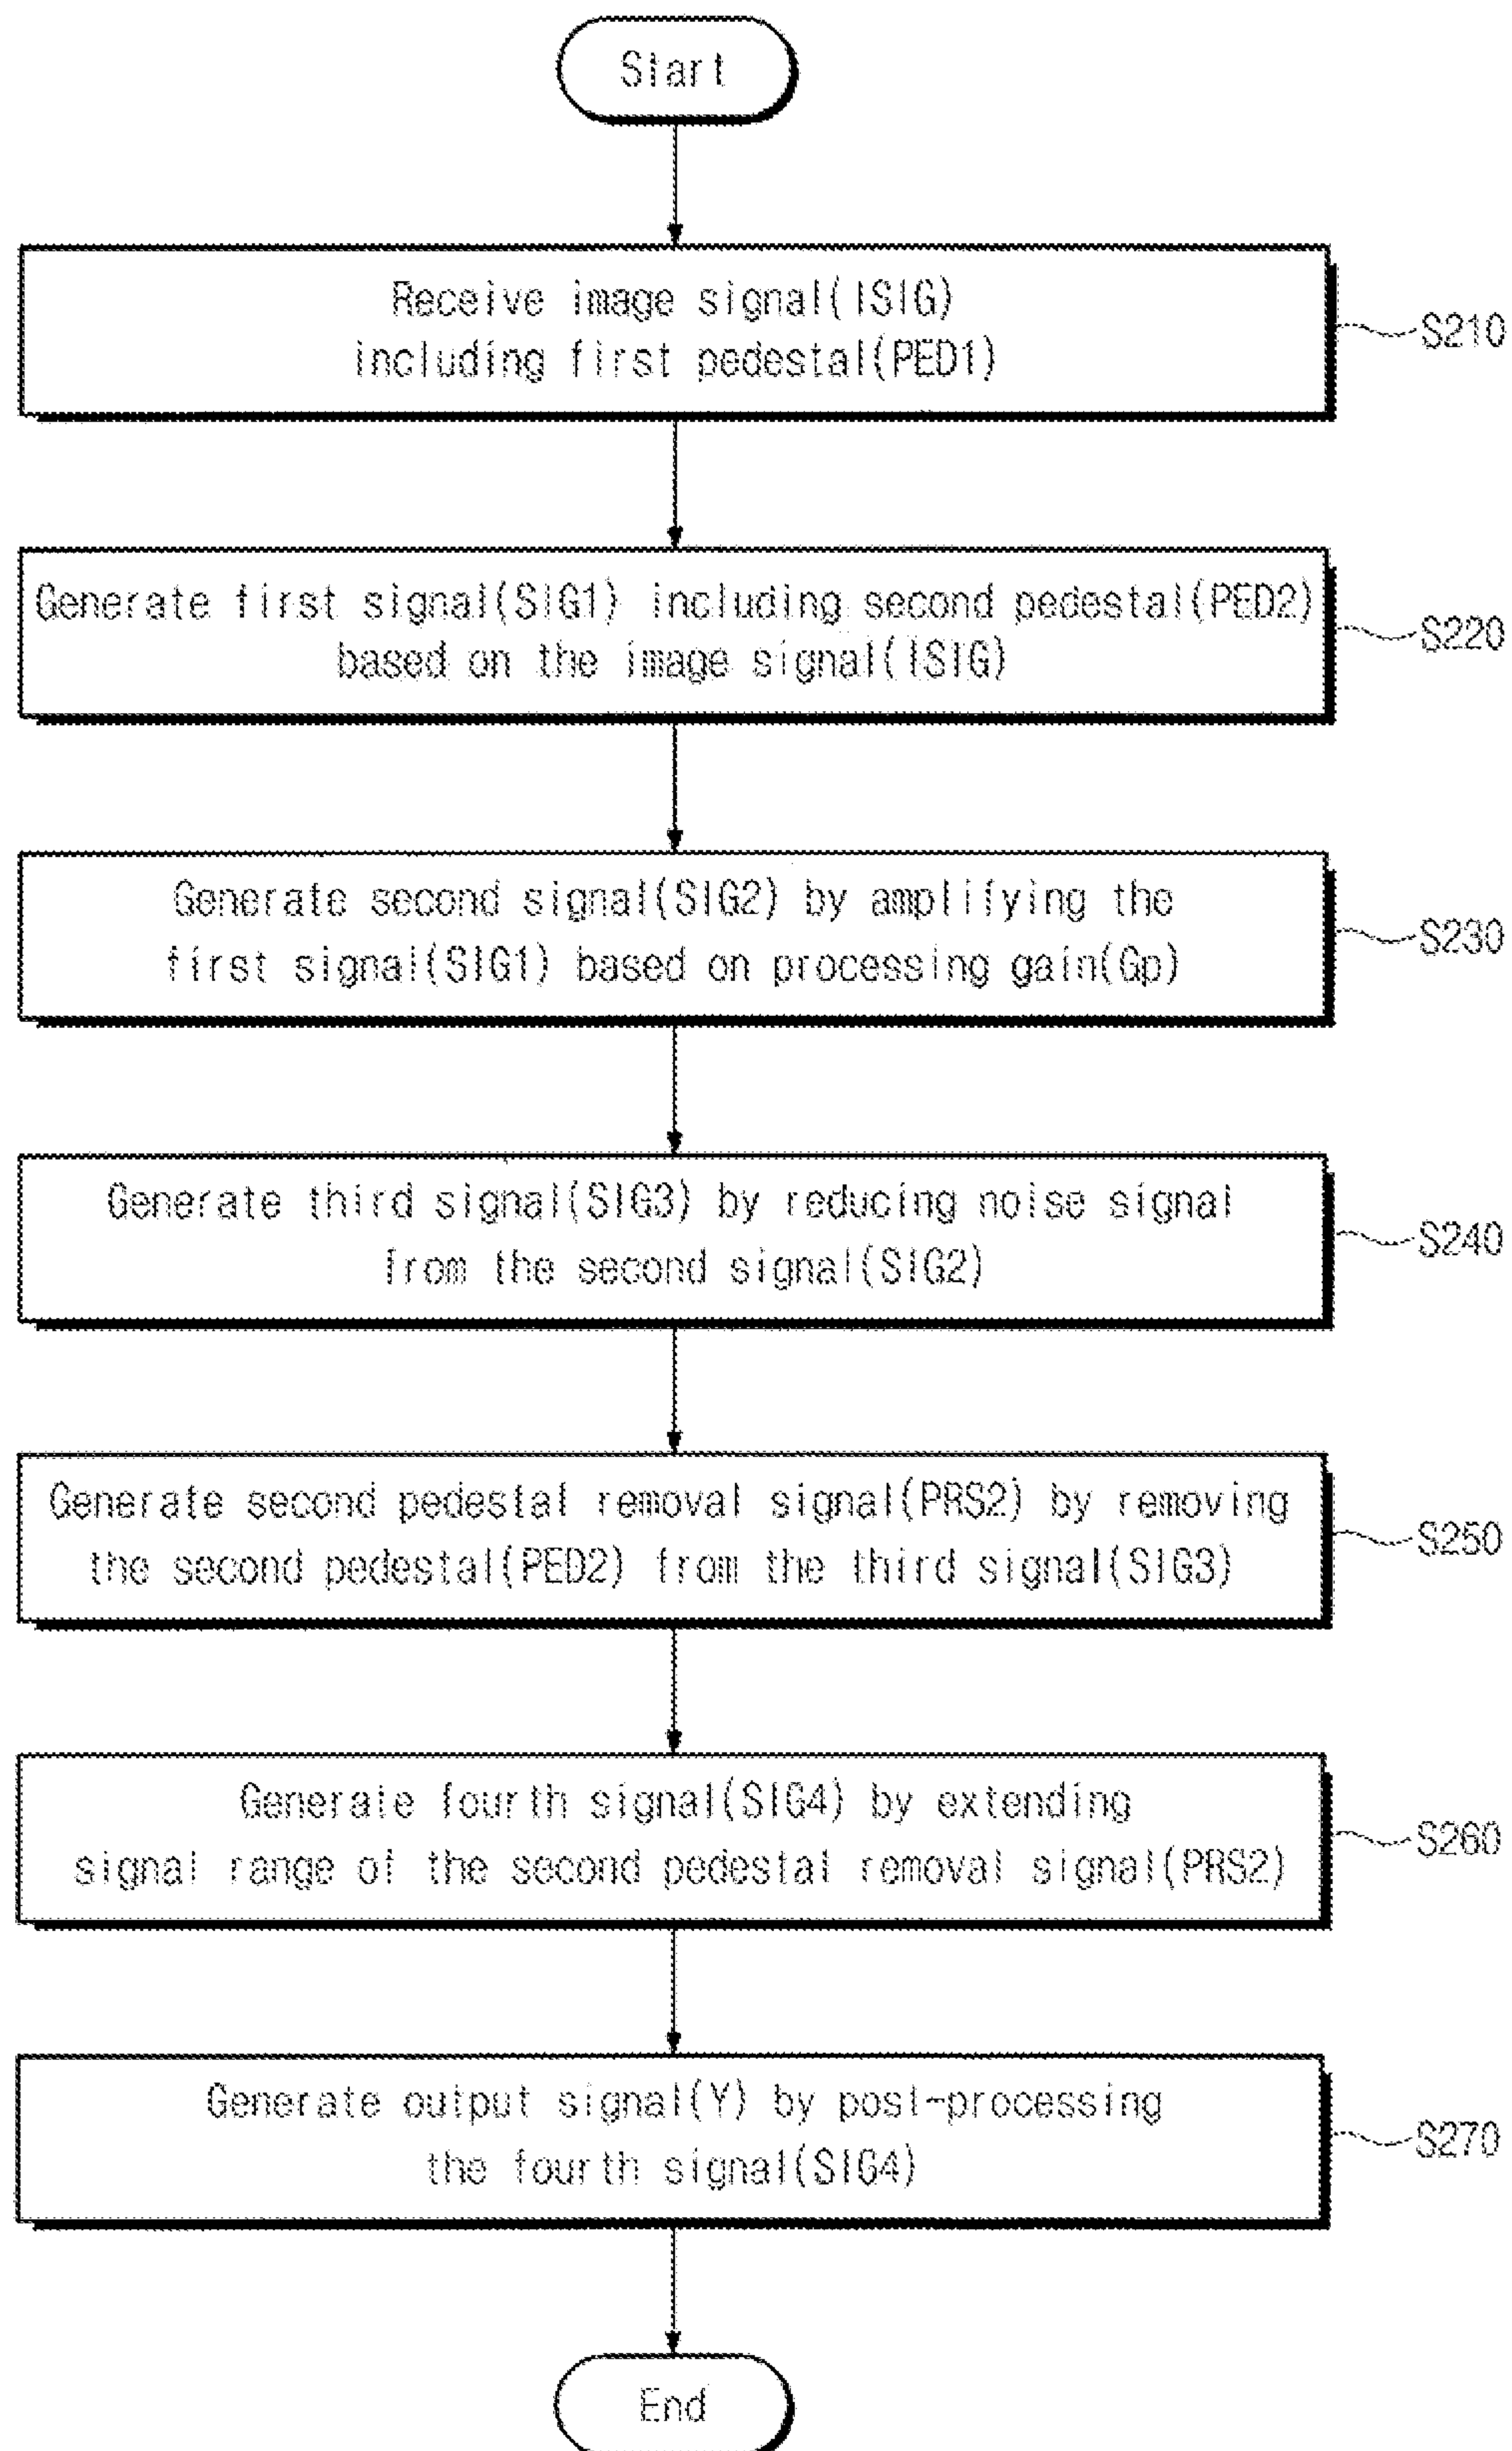 Start
Receive image signal(ISIG)
including first pedestal(PED1)
S210
Generate first signal(SIG1) including second pedestal(PED2)
based on the image signal(ISIG)
S220
Generate second signal(SIG2) by amplifying the
first signal(SIG1) based on processing gain(Gp)
S230
Generate third signal(SIG3) by reducing noise signal
from the second signal(SIG2)
S240
Generate second pedestal removal signal(PRS2) by removing
the second pedestal(PED2) from the third signal(SIG3)
S250
Generate fourth signal(SIG4) by extending
signal range of the second pedestal removal signal(PRS2)
S260
Generate output signal(Y) by post-processing
the fourth signal(SIG4)
S270
End